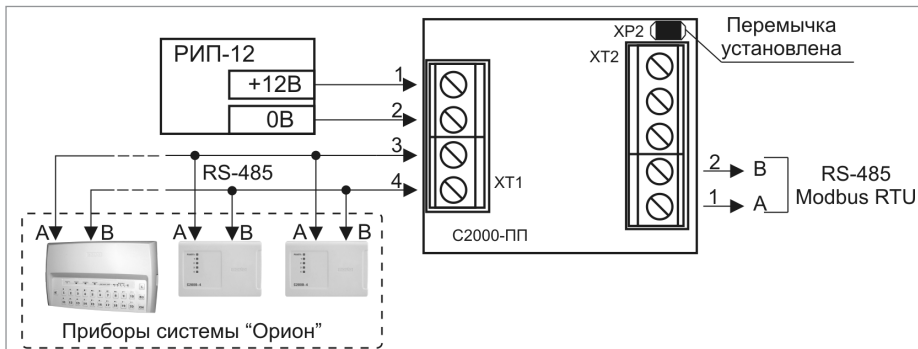 РИП-12
+12В
0В
1
2
3
4
RS-485
XT1
XP2
XT2
Перемычка
установлена
С2000-ПП
2
B
1
A
RS-485
Modbus RTU
A
B
A
B
A
B
Приборы системы “Орион”